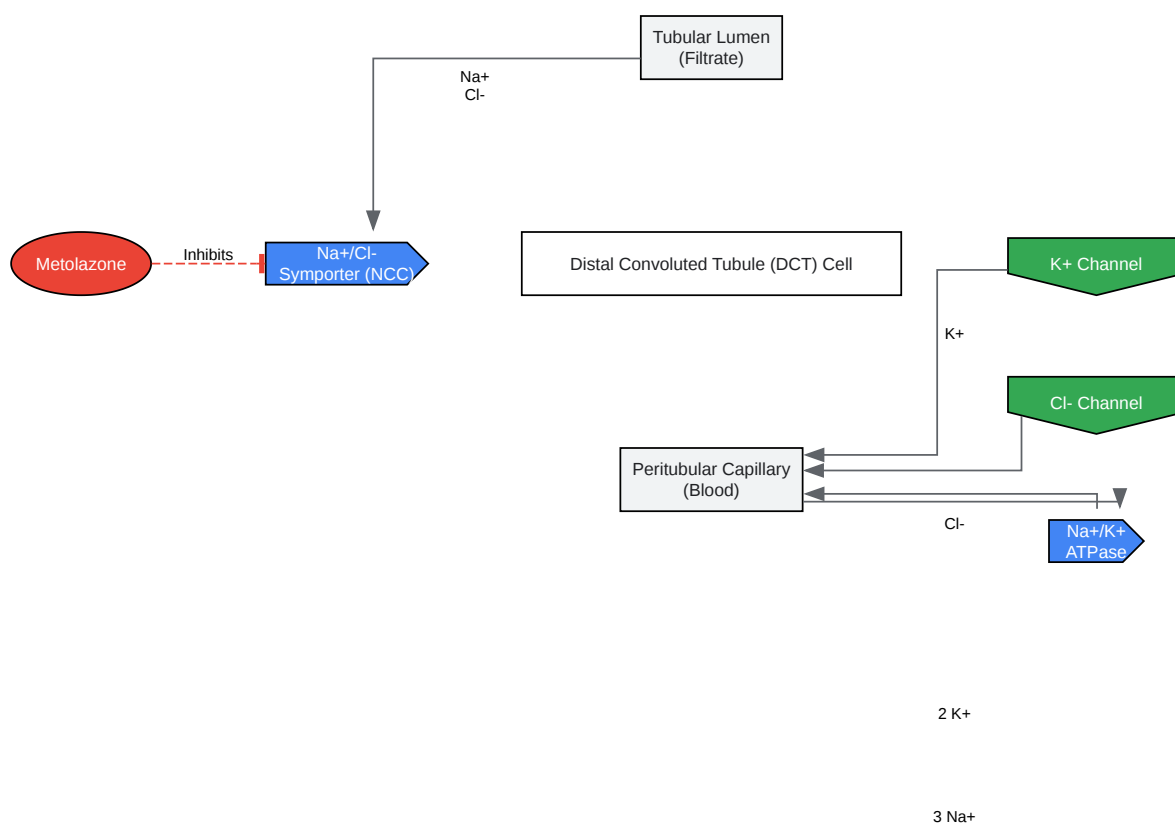 Tubular Lumen
(Filtrate)
Na+
Cl-
Metolazone
Inhibits
Na+/Cl-
Symporter (NCC)
Distal Convoluted Tubule (DCT) Cell
K+ Channel
K+
Cl- Channel
Peritubular Capillary
(Blood)
Cl-
Na+/K+
ATPase
2 K+
3 Na+